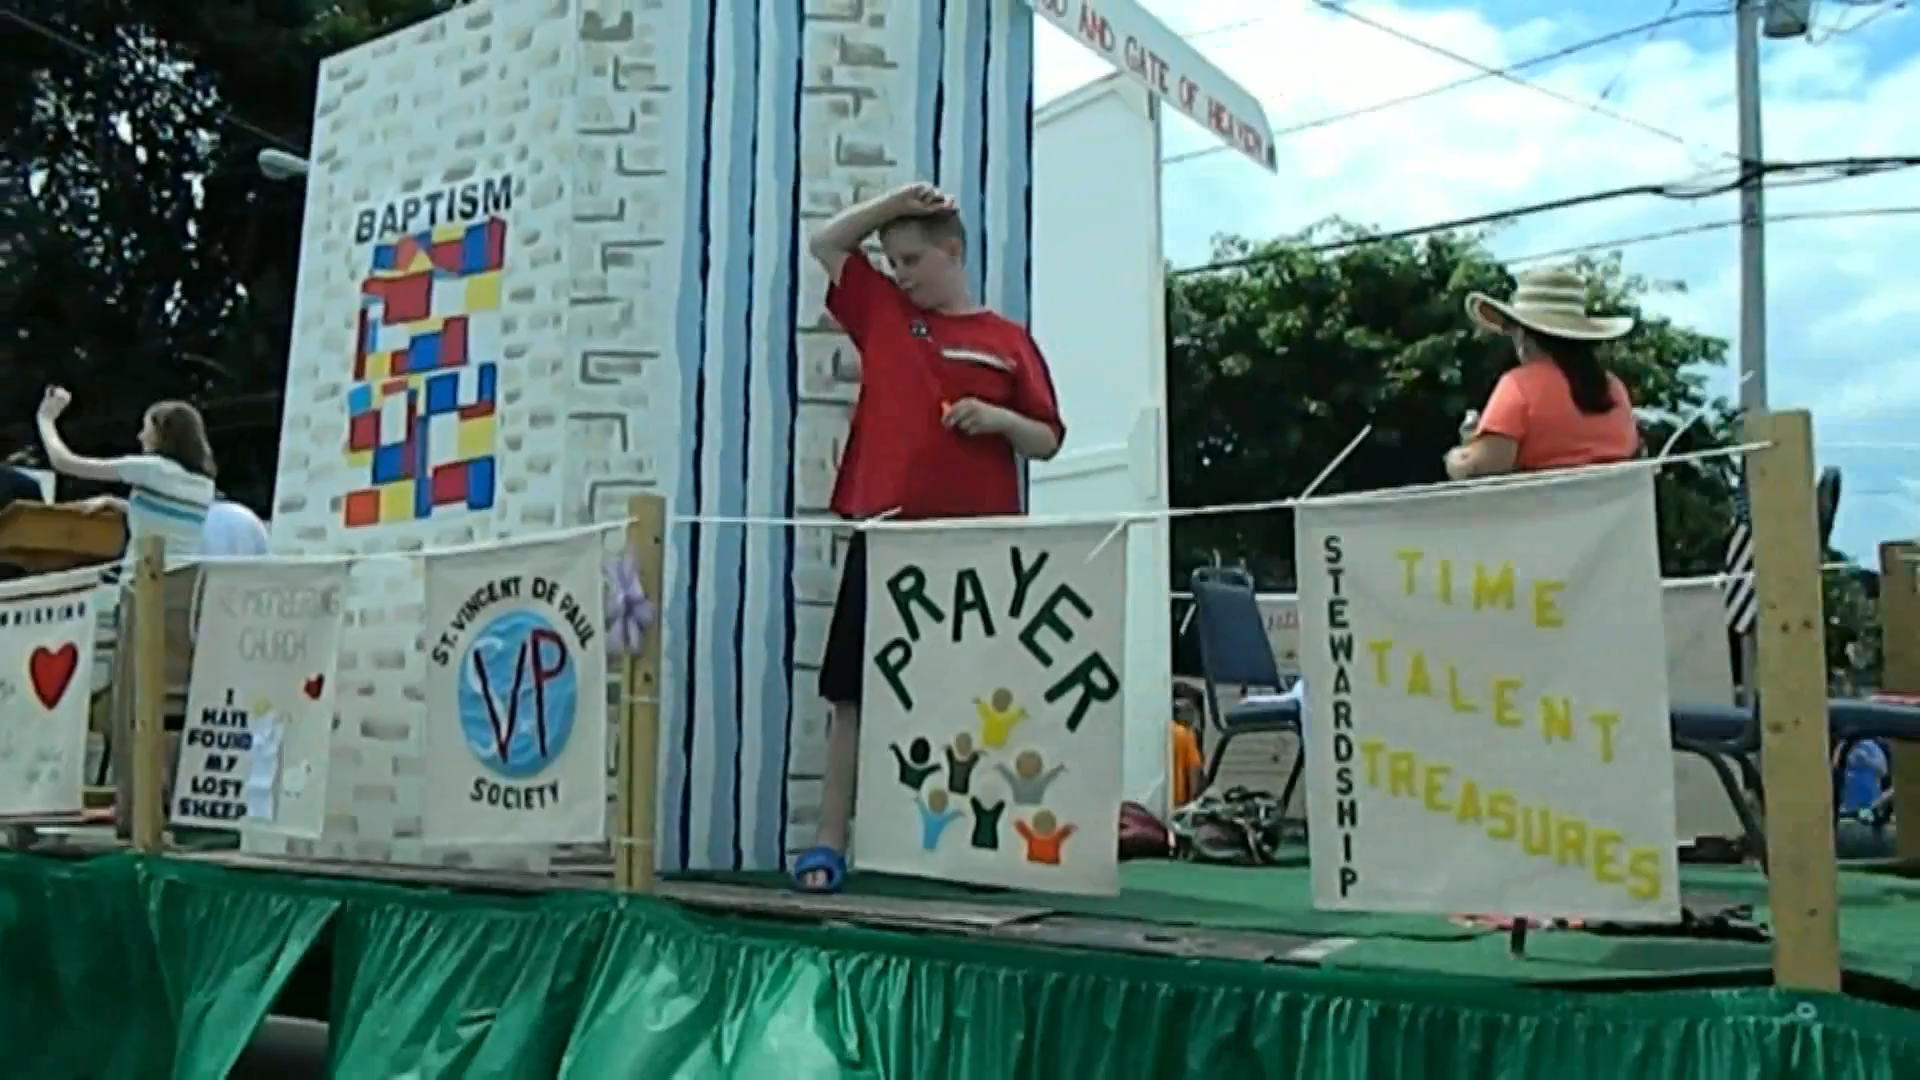 AND GATE OF HEAVEN
BAPTISM
CHURCH
I
HAVE
FOUND
MY
LOST
SHEEP
ST. VINCENT DE PAUL
VP
SOCIETY
PRAYER
STEWARDSHIP
TIME
TALENT
TREASURES